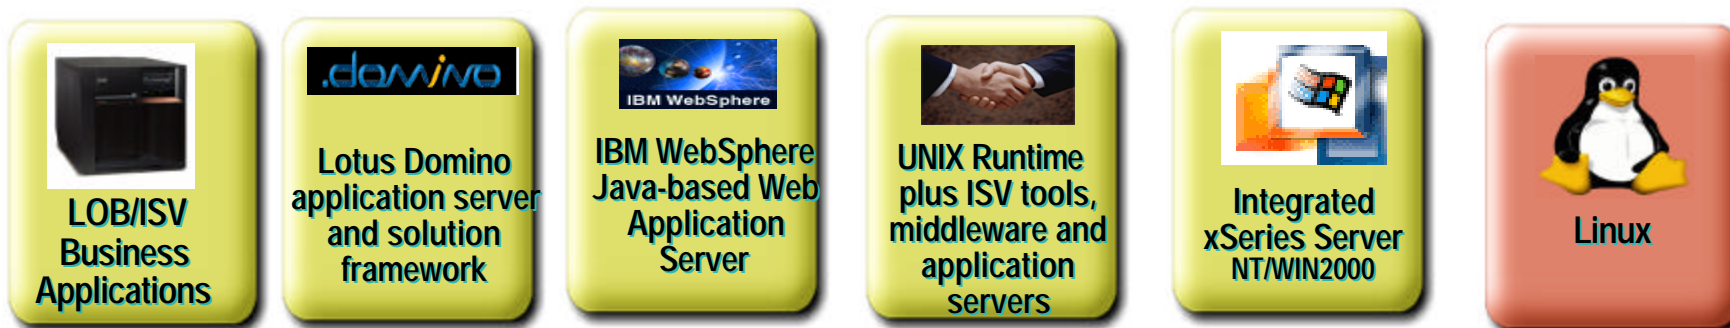 LOB/ISV
Business
Applications
.domino
Lotus Domino
application server
and solution
framework
IBM WebSphere
IBM WebSphere
Java-based Web
Application
Server
UNIX Runtime
plus ISV tools,
middleware and
application
servers
Integrated
xSeries Server
NT/WIN2000
Linux